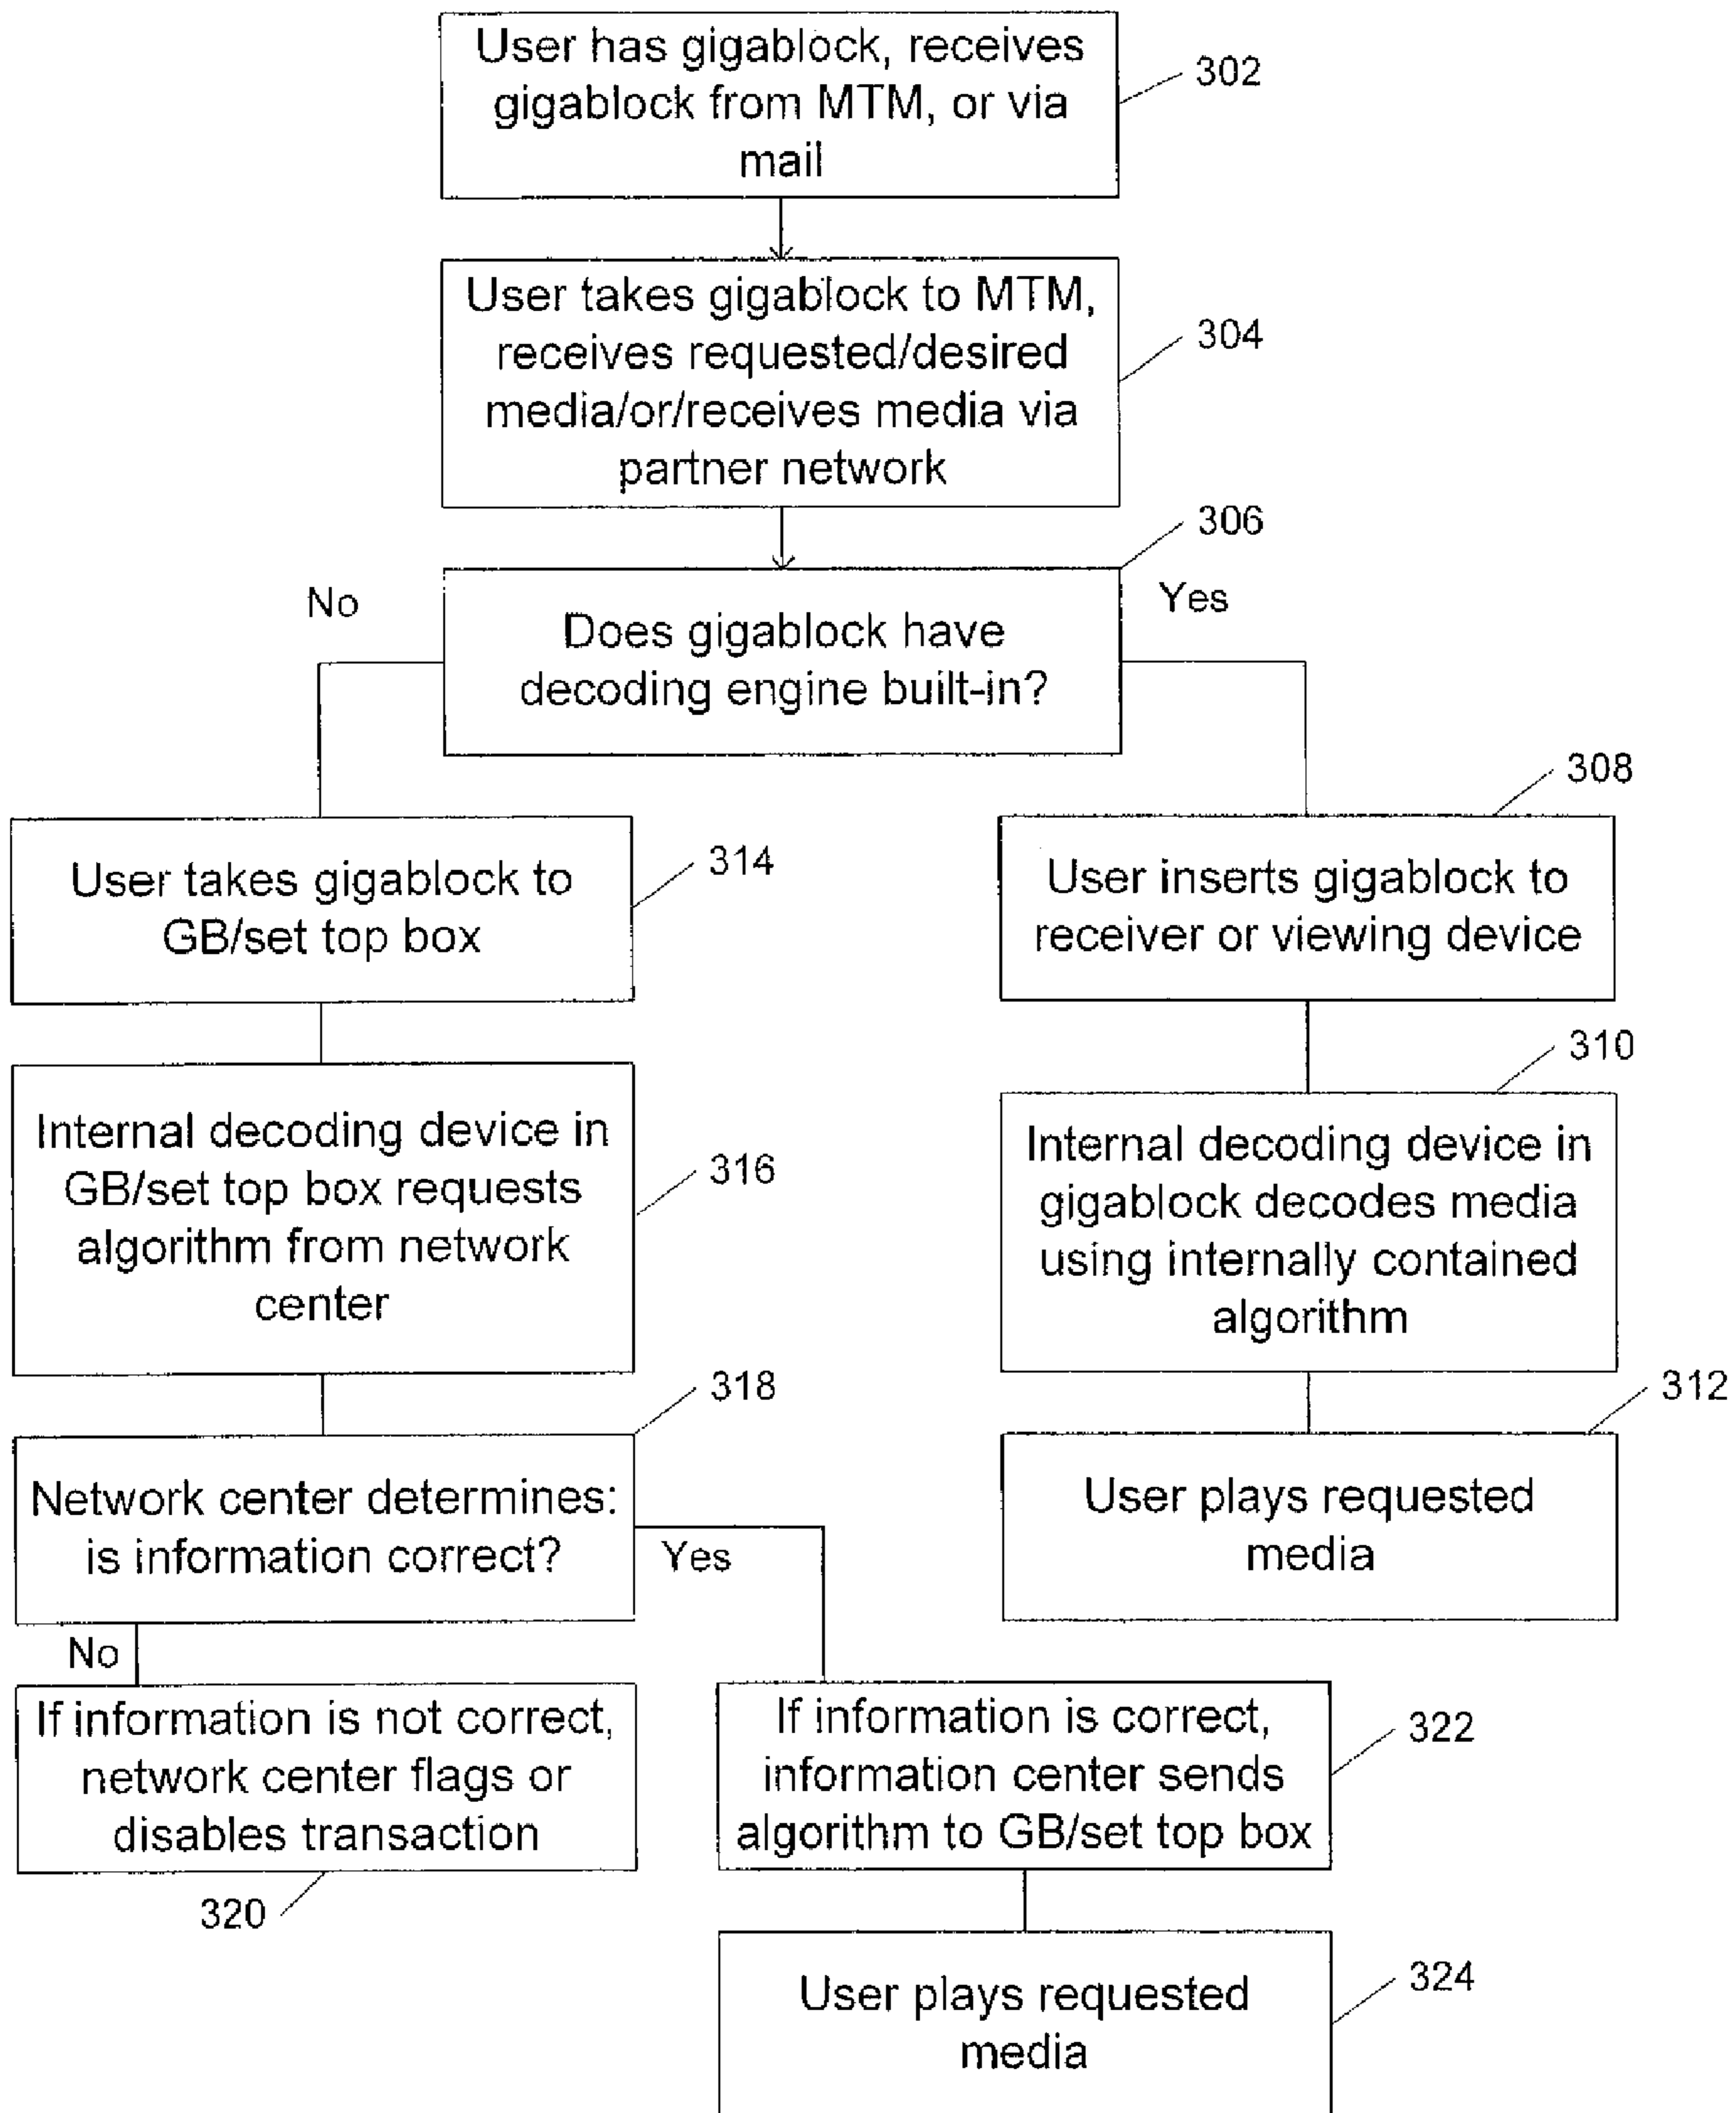 User has gigablock, receives
gigablock from MTM, or via
mail
302
User takes gigablock to MTM,
receives requested/desired
media/or/receives media via
partner network
304
306
No
Yes
Does gigablock have
decoding engine built-in?
308
User takes gigablock to
GB/set top box
314
User inserts gigablock to
receiver or viewing device
310
Internal decoding device in
GB/set top box requests
algorithm from network
center
316
Internal decoding device in
gigablock decodes media
using internally contained
algorithm
318
312
Network center determines:
is information correct?
Yes
User plays requested
media
No
If information is not correct,
network center flags or
disables transaction
320
If information is correct,
information center sends
algorithm to GB/set top box
322
User plays requested
media
324